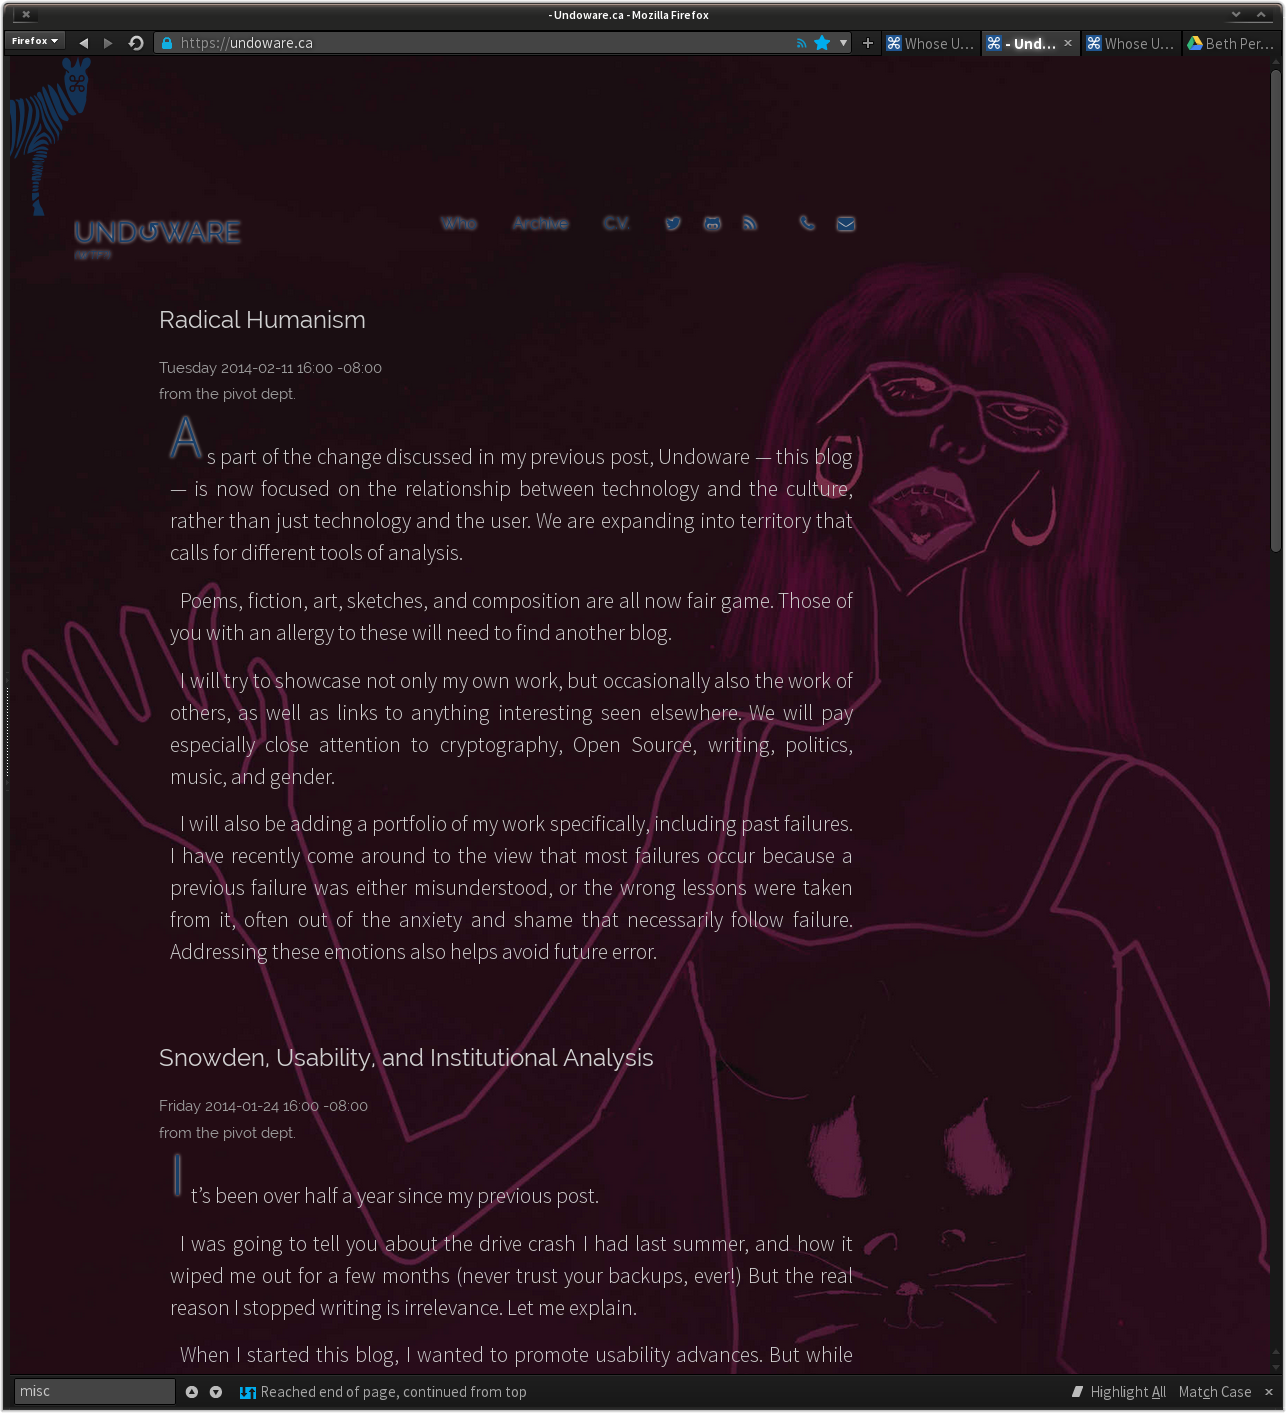 - Undoware.ca - Mozilla Firefox
Firefox
https://undoware.ca
Whose U...
- Und...
Whose U...
Beth Per...
UNDOWARE
(WTF?)
Who
Archive
C.V.
Radical Humanism
Tuesday 2014-02-11 16:00 -08:00
from the pivot dept.
As part of the change discussed in my previous post, Undoware — this blog
— is now focused on the relationship between technology and the culture,
rather than just technology and the user. We are expanding into territory that
calls for different tools of analysis.
Poems, fiction, art, sketches, and composition are all now fair game. Those of
you with an allergy to these will need to find another blog.
I will try to showcase not only my own work, but occasionally also the work of
others, as well as links to anything interesting seen elsewhere. We will pay
especially close attention to cryptography, Open Source, writing, politics,
music, and gender.
I will also be adding a portfolio of my work specifically, including past failures.
I have recently come around to the view that most failures occur because a
previous failure was either misunderstood, or the wrong lessons were taken
from it, often out of the anxiety and shame that necessarily follow failure.
Addressing these emotions also helps avoid future error.
Snowden, Usability, and Institutional Analysis
Friday 2014-01-24 16:00 -08:00
from the pivot dept.
It's been over half a year since my previous post.
I was going to tell you about the drive crash I had last summer, and how it
wiped me out for a few months (never trust your backups, ever!) But the real
reason I stopped writing is irrelevance. Let me explain.
When I started this blog, I wanted to promote usability advances. But while
misc
Reached end of page, continued from top
Highlight All
Match Case